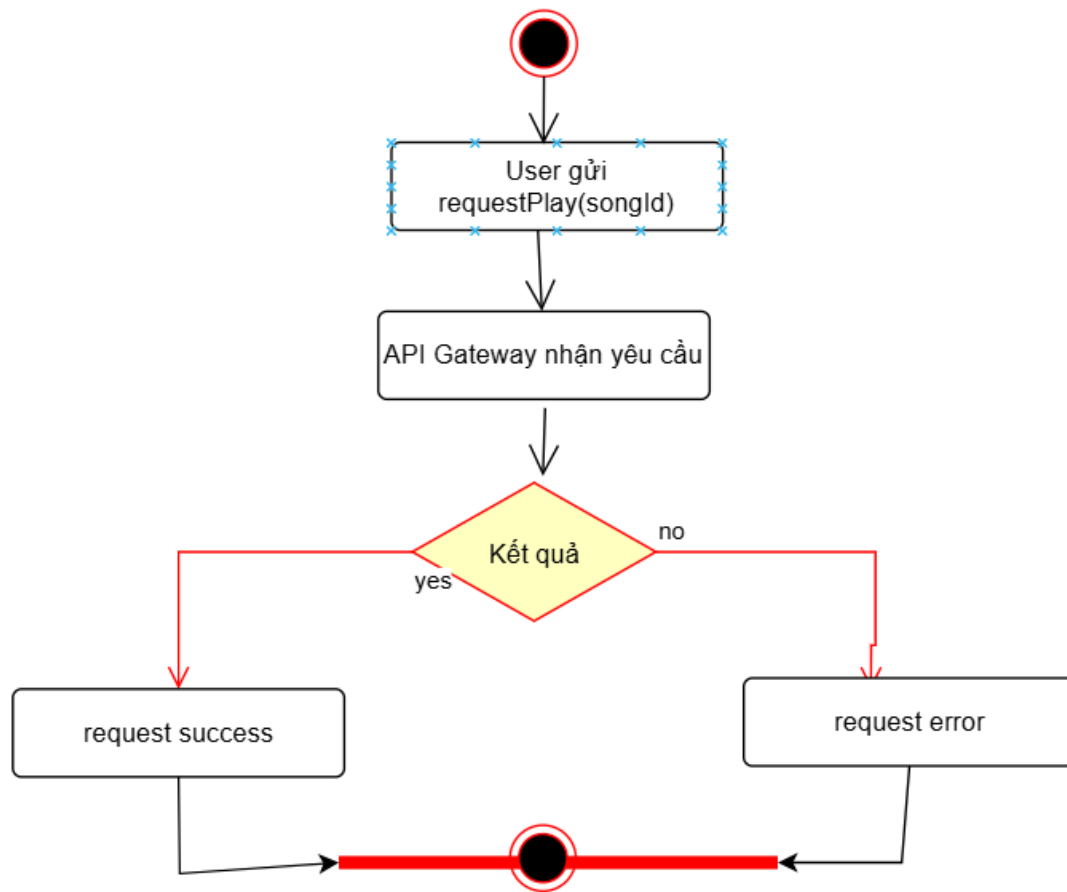 User gửi
requestPlay(songId)
API Gateway nhận yêu cầu
Kết quả
no
yes
request success
request error